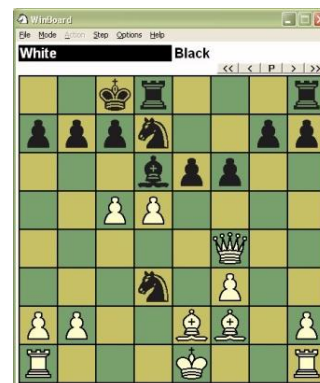 WinBoard
File Mode Action Step Options Help
White Black
<< < P > >>